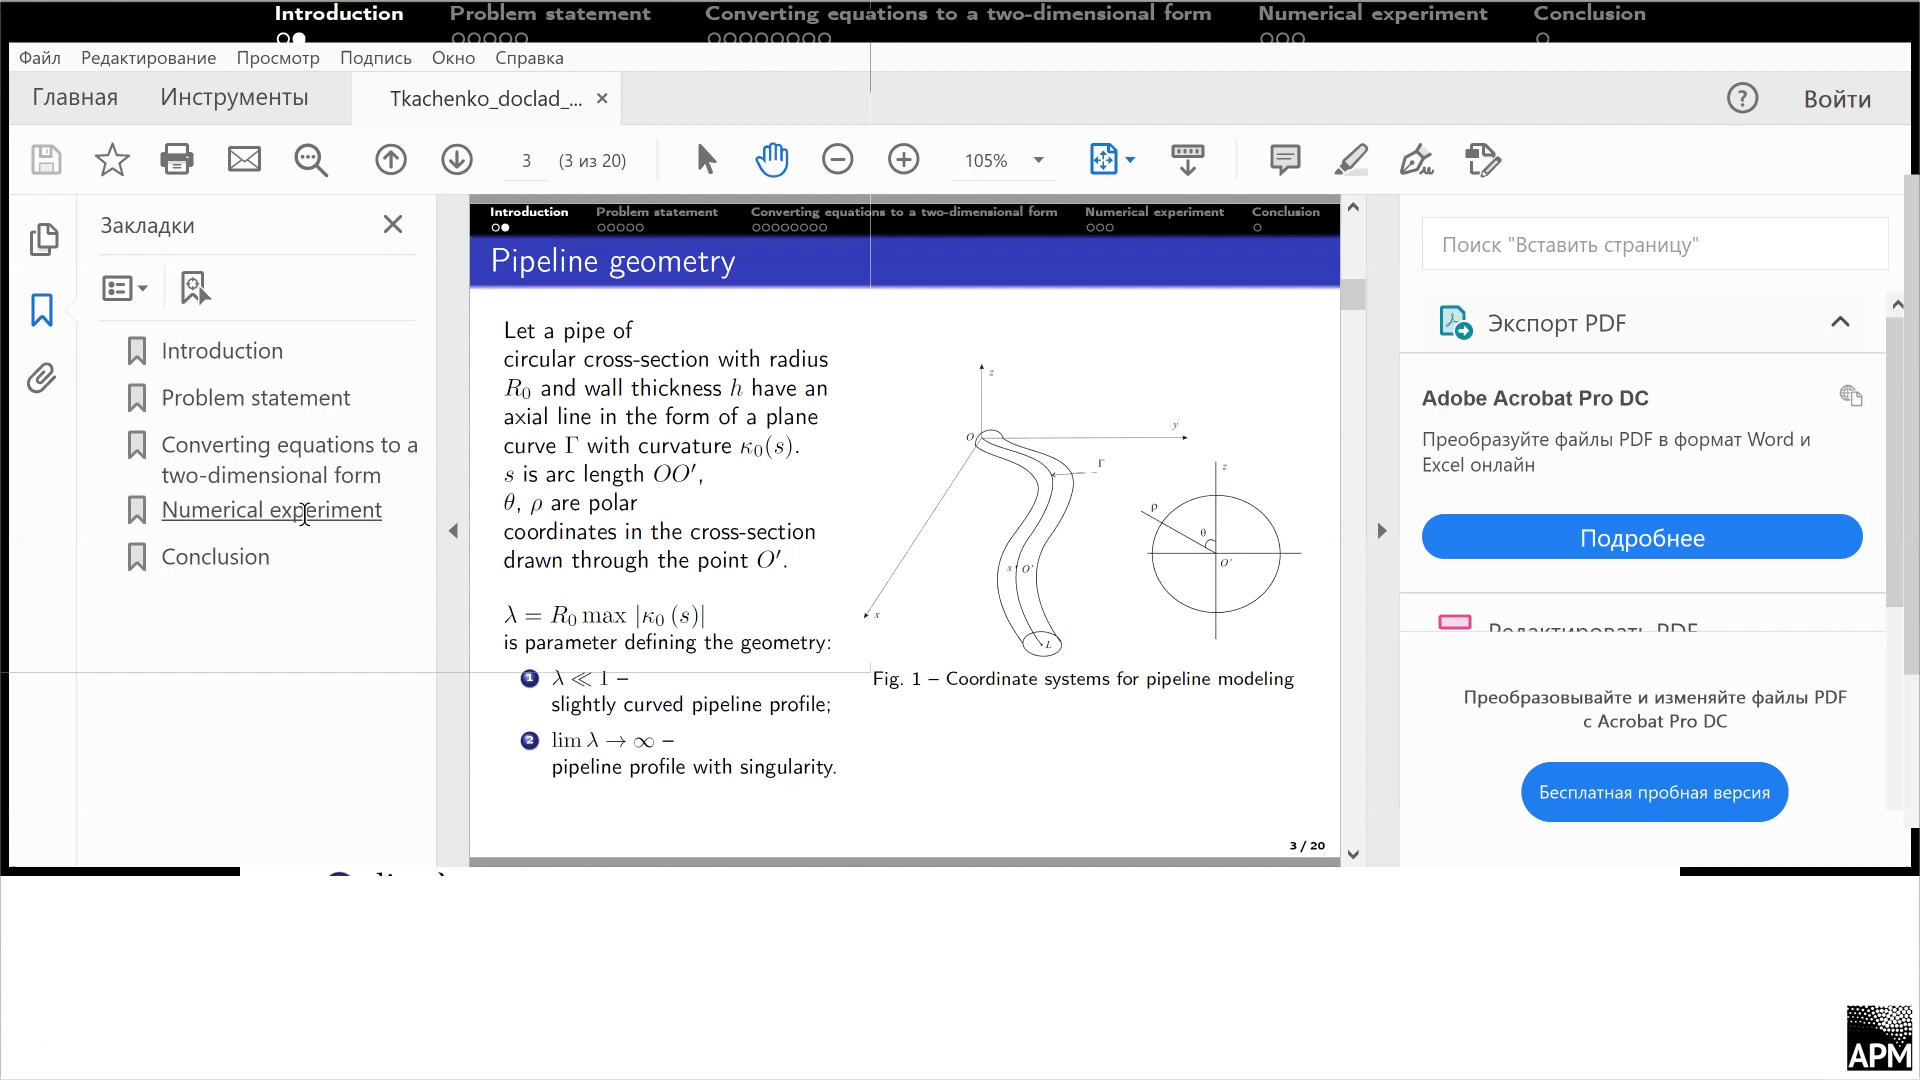 Introduction Problem statement Converting equations to a two-dimensional form Numerical experiment Conclusion
Файл Редактирование Просмотр Подпись Окно Справка
Главная Инструменты Tkachenko_doclad_... × Войти
3 (3 из 20) 105%
Закладки
Introduction
Problem statement
Converting equations to a
two-dimensional form
Numerical experiment
Conclusion
Introduction Problem statement Converting equations to a two-dimensional form Numerical experiment Conclusion
Pipeline geometry
Let a pipe of
circular cross-section with radius
R₀ and wall thickness h have an
axial line in the form of a plane
curve Γ with curvature κ₀(s).
s is arc length OO′,
θ, ρ are polar
coordinates in the cross-section
drawn through the point O′.
λ = R₀ max |κ₀ (s)|
is parameter defining the geometry:
1 λ ≪ 1 –
slightly curved pipeline profile;
2 lim λ → ∞ –
pipeline profile with singularity.
z
O
y
Γ
s O'
x
L
z
ρ
θ
O'
Fig. 1 – Coordinate systems for pipeline modeling
3 / 20
Поиск "Вставить страницу"
Экспорт PDF
Adobe Acrobat Pro DC
Преобразуйте файлы PDF в формат Word и
Excel онлайн
Подробнее
Редактировать PDF
Преобразовывайте и изменяйте файлы PDF
с Acrobat Pro DC
Бесплатная пробная версия
APM